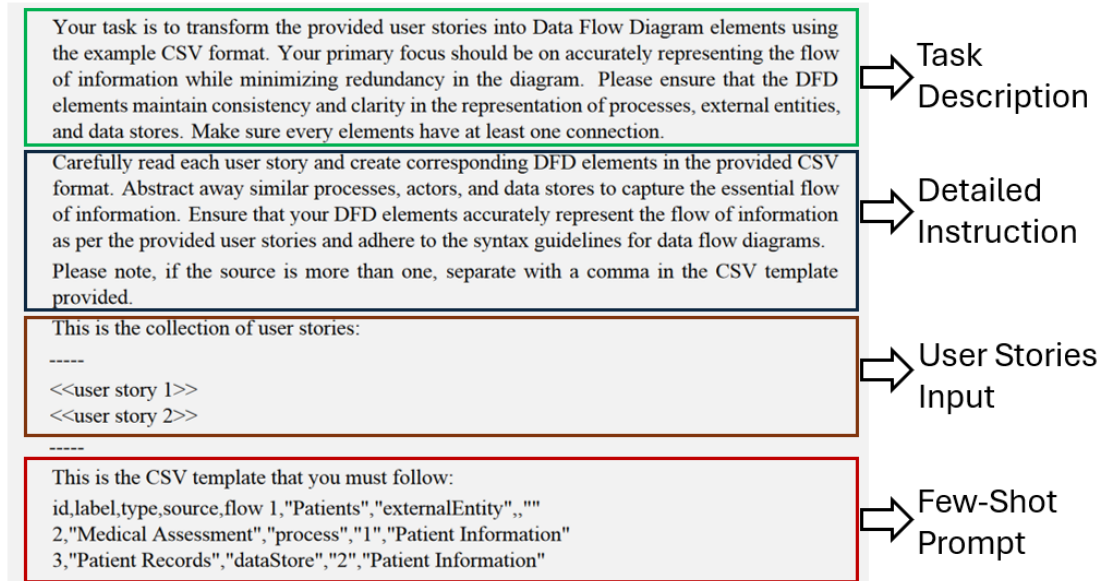 Your task is to transform the provided user stories into Data Flow Diagram elements using
the example CSV format. Your primary focus should be on accurately representing the flow
of information while minimizing redundancy in the diagram. Please ensure that the DFD
elements maintain consistency and clarity in the representation of processes, external entities,
and data stores. Make sure every elements have at least one connection.
Task
Description
Carefully read each user story and create corresponding DFD elements in the provided CSV
format. Abstract away similar processes, actors, and data stores to capture the essential flow
of information. Ensure that your DFD elements accurately represent the flow of information
as per the provided user stories and adhere to the syntax guidelines for data flow diagrams.
Please note, if the source is more than one, separate with a comma in the CSV template
provided.
Detailed
Instruction
This is the collection of user stories:
-----
<<user story 1>>
<<user story 2>>
-----
User Stories
Input
This is the CSV template that you must follow:
id,label,type,source,flow 1,"Patients","externalEntity",,""
2,"Medical Assessment","process","1","Patient Information"
3,"Patient Records","dataStore","2","Patient Information"
Few-Shot
Prompt